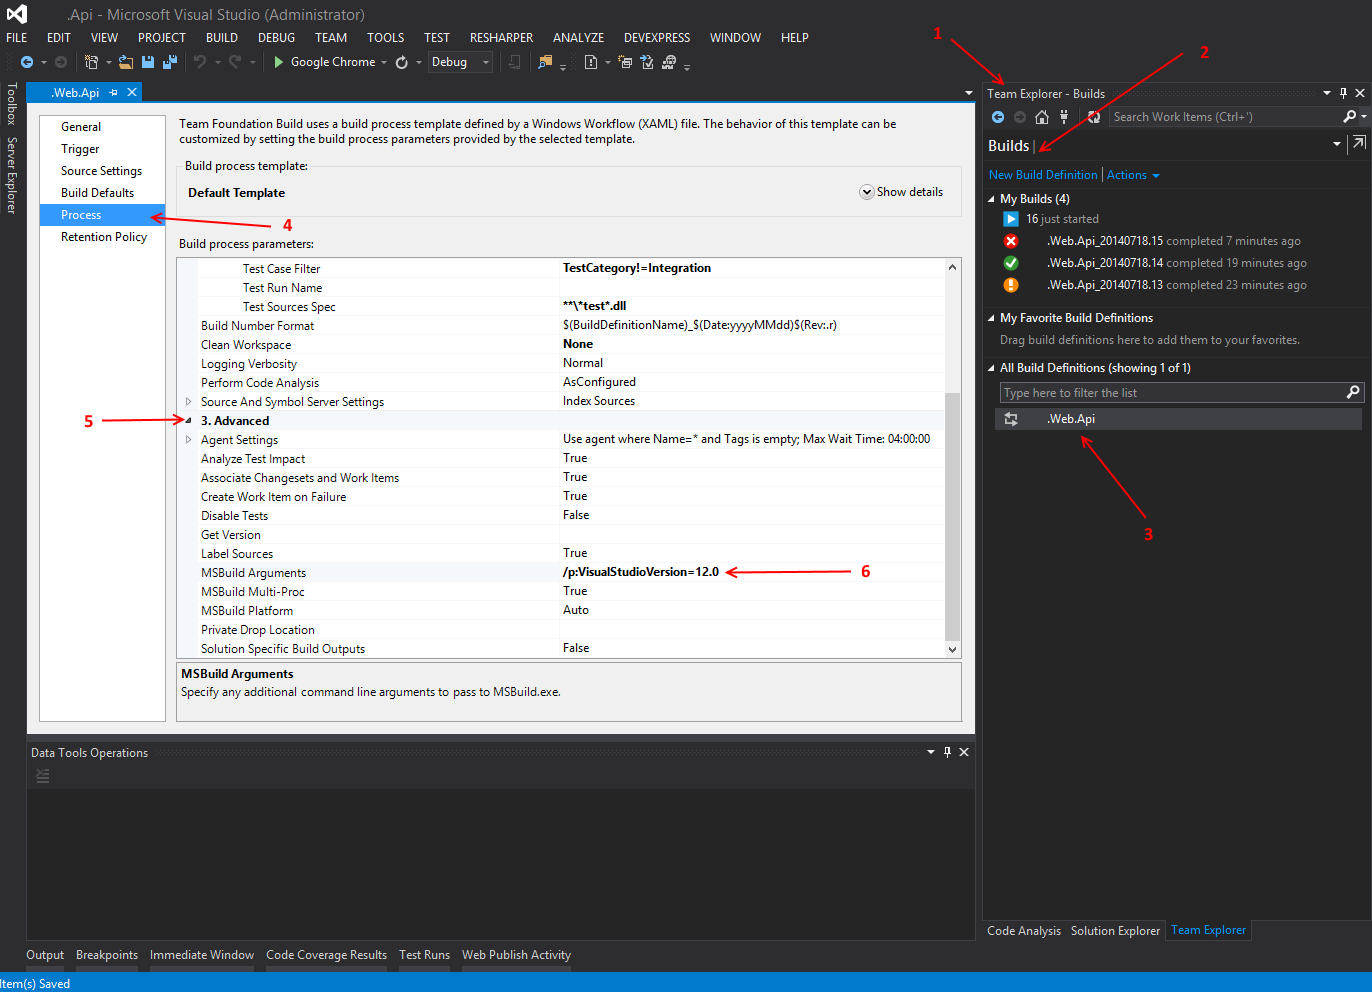 .Api - Microsoft Visual Studio (Administrator)
FILE EDIT VIEW PROJECT BUILD DEBUG TEAM TOOLS TEST RESHARPER ANALYZE DEVEXPRESS WINDOW HELP
Google Chrome Debug
Toolbox
Server Explorer
.Web.Api
General
Trigger
Source Settings
Build Defaults
Process
Retention Policy
4
Team Foundation Build uses a build process template defined by a Windows Workflow (XAML) file. The behavior of this template can be
customized by setting the build process parameters provided by the selected template.
Build process template:
Default Template Show details
Build process parameters:
Test Case Filter TestCategory!=Integration
Test Run Name
Test Sources Spec **\*test*.dll
Build Number Format $(BuildDefinitionName)_$(Date:yyyyMMdd)$(Rev:.r)
Clean Workspace None
Logging Verbosity Normal
Perform Code Analysis AsConfigured
Source And Symbol Server Settings Index Sources
5 3. Advanced
Agent Settings Use agent where Name=* and Tags is empty; Max Wait Time: 04:00:00
Analyze Test Impact True
Associate Changesets and Work Items True
Create Work Item on Failure True
Disable Tests False
Get Version
Label Sources True
MSBuild Arguments /p:VisualStudioVersion=12.0 6
MSBuild Multi-Proc True
MSBuild Platform Auto
Private Drop Location
Solution Specific Build Outputs False
MSBuild Arguments
Specify any additional command line arguments to pass to MSBuild.exe.
Data Tools Operations
Output Breakpoints Immediate Window Code Coverage Results Test Runs Web Publish Activity
Item(s) Saved
1
2
Team Explorer - Builds
Search Work Items (Ctrl+')
Builds |
New Build Definition | Actions
My Builds (4)
16 just started
.Web.Api_20140718.15 completed 7 minutes ago
.Web.Api_20140718.14 completed 19 minutes ago
.Web.Api_20140718.13 completed 23 minutes ago
My Favorite Build Definitions
Drag build definitions here to add them to your favorites.
All Build Definitions (showing 1 of 1)
Type here to filter the list
.Web.Api
3
Code Analysis Solution Explorer Team Explorer